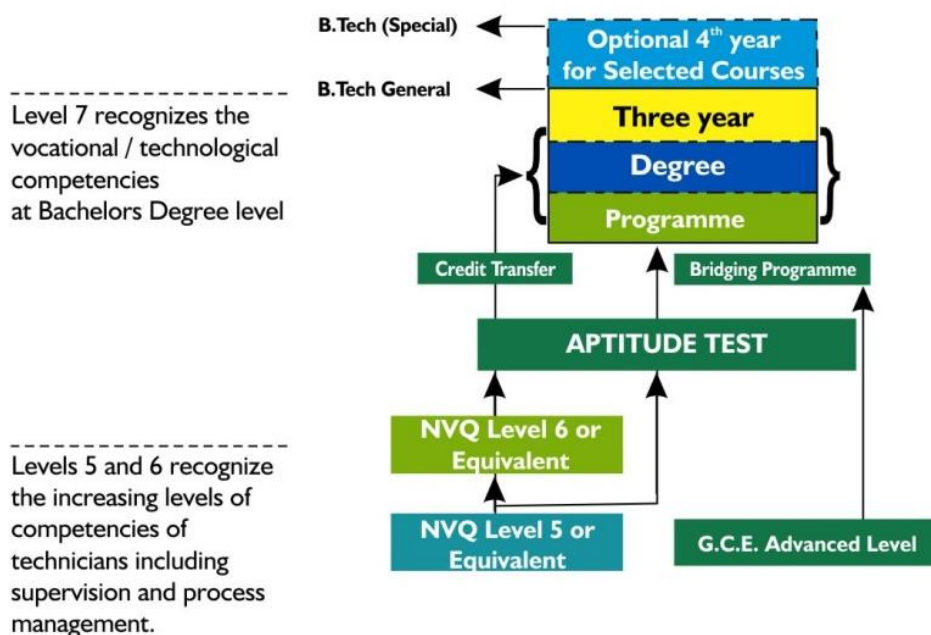 B.Tech (Special)
Optional 4th year
for Selected Courses
B.Tech General
Level 7 recognizes the
vocational / technological
competencies
at Bachelors Degree level
Three year
Degree
Programme
Credit Transfer
Bridging Programme
APTITUDE TEST
NVQ Level 6 or
Equivalent
Levels 5 and 6 recognize
the increasing levels of
competencies of
technicians including
supervision and process
management.
NVQ Level 5 or
Equivalent
G.C.E. Advanced Level